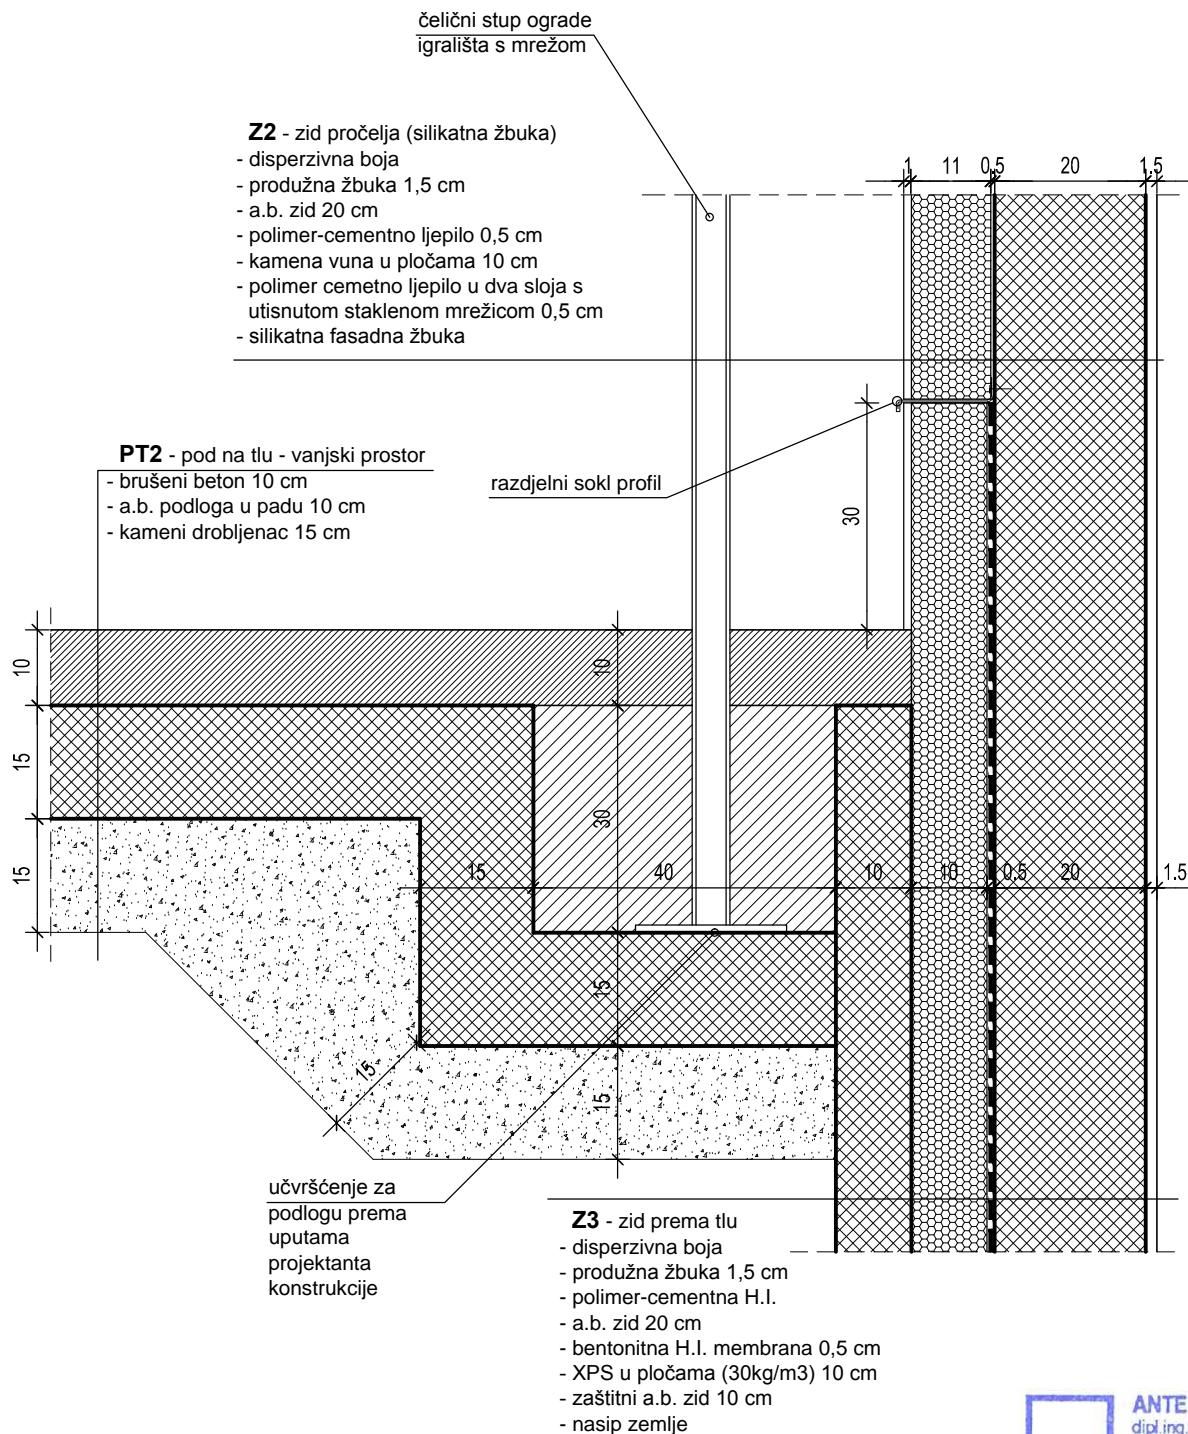 čelični stup ograde
igrališta s mrežom
Z2 - zid pročelja (silikatna žbuka)
- disperzivna boja
- produžna žbuka 1,5 cm
- a.b. zid 20 cm
- polimer-cementno ljepilo 0,5 cm
- kamena vuna u pločama 10 cm
- polimer cemetno ljepilo u dva sloja s
utisnutom staklenom mrežicom 0,5 cm
- silikatna fasadna žbuka
1 11 0.5 20 1.5
PT2 - pod na tlu - vanjski prostor
- brušeni beton 10 cm
- a.b. podloga u padu 10 cm
- kameni drobljenac 15 cm
razdjelni sokl profil
30
10
10
15
30
15
15 40 10 10 0.5 20 1.5
15
15
15
učvršćenje za
podlogu prema
uputama
projektanta
konstrukcije
Z3 - zid prema tlu
- disperzivna boja
- produžna žbuka 1,5 cm
- polimer-cementna H.I.
- a.b. zid 20 cm
- bentonitna H.I. membrana 0,5 cm
- XPS u pločama (30kg/m3) 10 cm
- zaštitni a.b. zid 10 cm
- nasip zemlje
ANTE
dipl.ing.